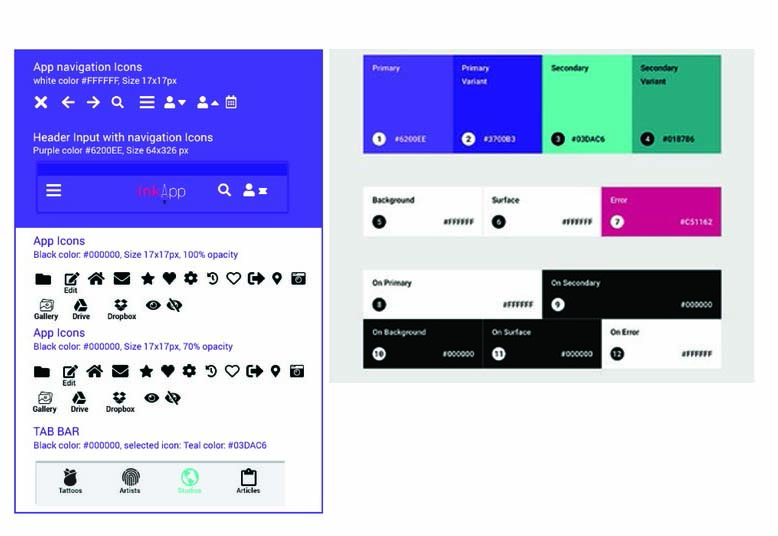 App navigation Icons
white color #FFFFFF, Size 17x17px
Header Input with navigation Icons
Purple color #6200EE, Size 64x326 px
InkApp
App Icons
Black color: #000000, Size 17x17px, 100% opacity
Edit
Gallery Drive Dropbox
App Icons
Black color: #000000, Size 17x17px, 70% opacity
Edit
Gallery Drive Dropbox
TAB BAR
Black color: #000000, selected icon: Teal color: #03DAC6
Tattoos Artists Studios Articles
Primary
1 #6200EE
Primary
Variant
2 #3700B3
Secondary
3 #03DAC6
Secondary
Variant
4 #018786
Background
5 #FFFFFF
Surface
6 #FFFFFF
Error
7 #C51162
On Primary
8 #FFFFFF
On Secondary
9 #000000
On Background
10 #000000
On Surface
11 #000000
On Error
12 #FFFFFF